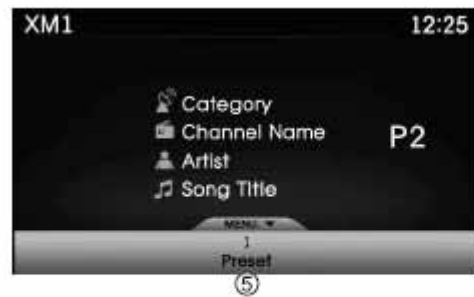 XM1 12:25
Category
Channel Name
P2
Artist
Song Title
MENU
1
Preset
⑤